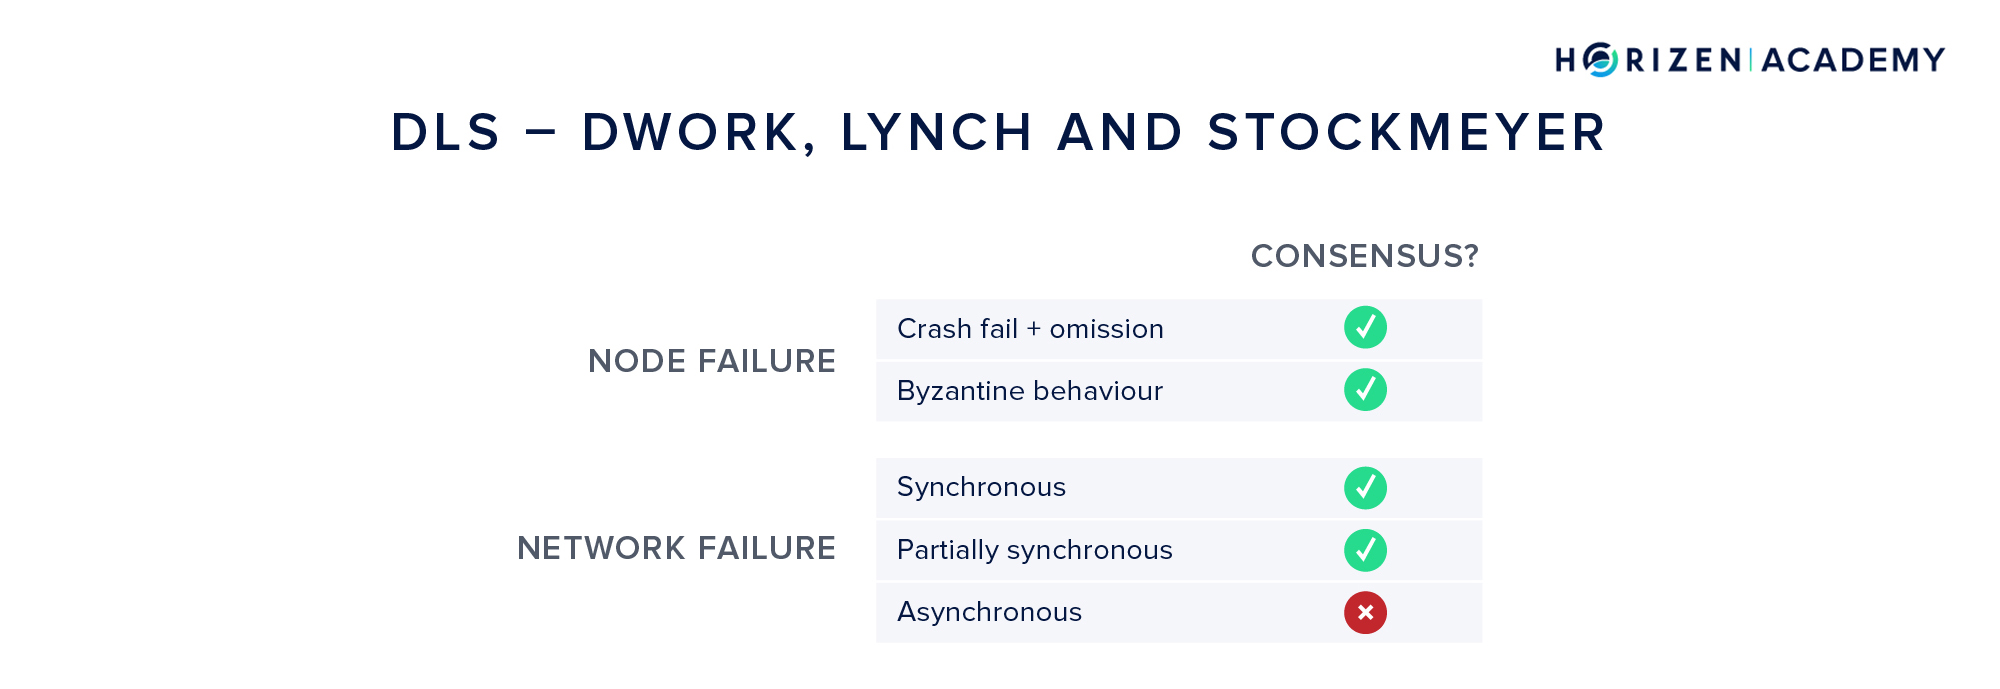 HORIZEN | ACADEMY
DLS – DWORK, LYNCH AND STOCKMEYER
CONSENSUS?
NODE FAILURE
Crash fail + omission
Byzantine behaviour
NETWORK FAILURE
Synchronous
Partially synchronous
Asynchronous